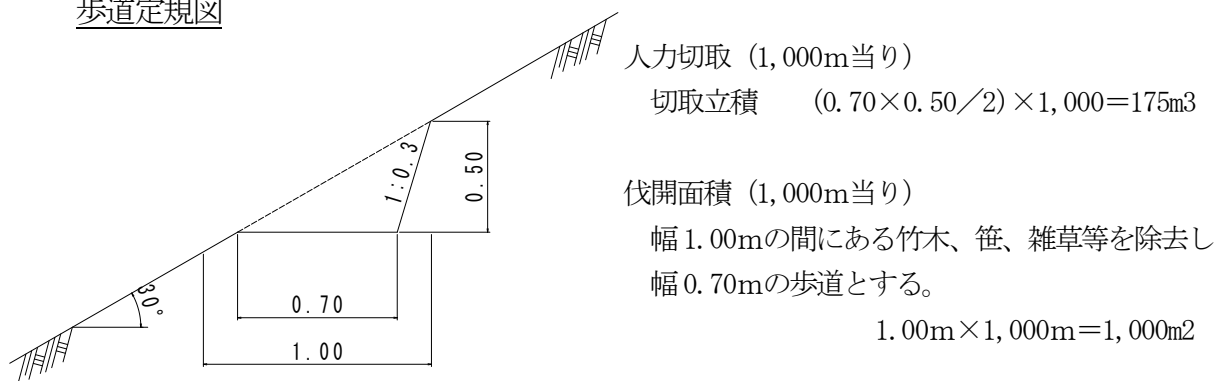 歩道定規図
人力切取（1,000ｍ当り）
切取立積　（0.70×0.50／2）×1,000＝175m3
1:0.3
0.50
伐開面積（1,000ｍ当り）
幅1.00ｍの間にある竹木、笹、雑草等を除去し
幅0.70ｍの歩道とする。
1.00ｍ×1,000ｍ＝1,000m2
30°
0.70
1.00